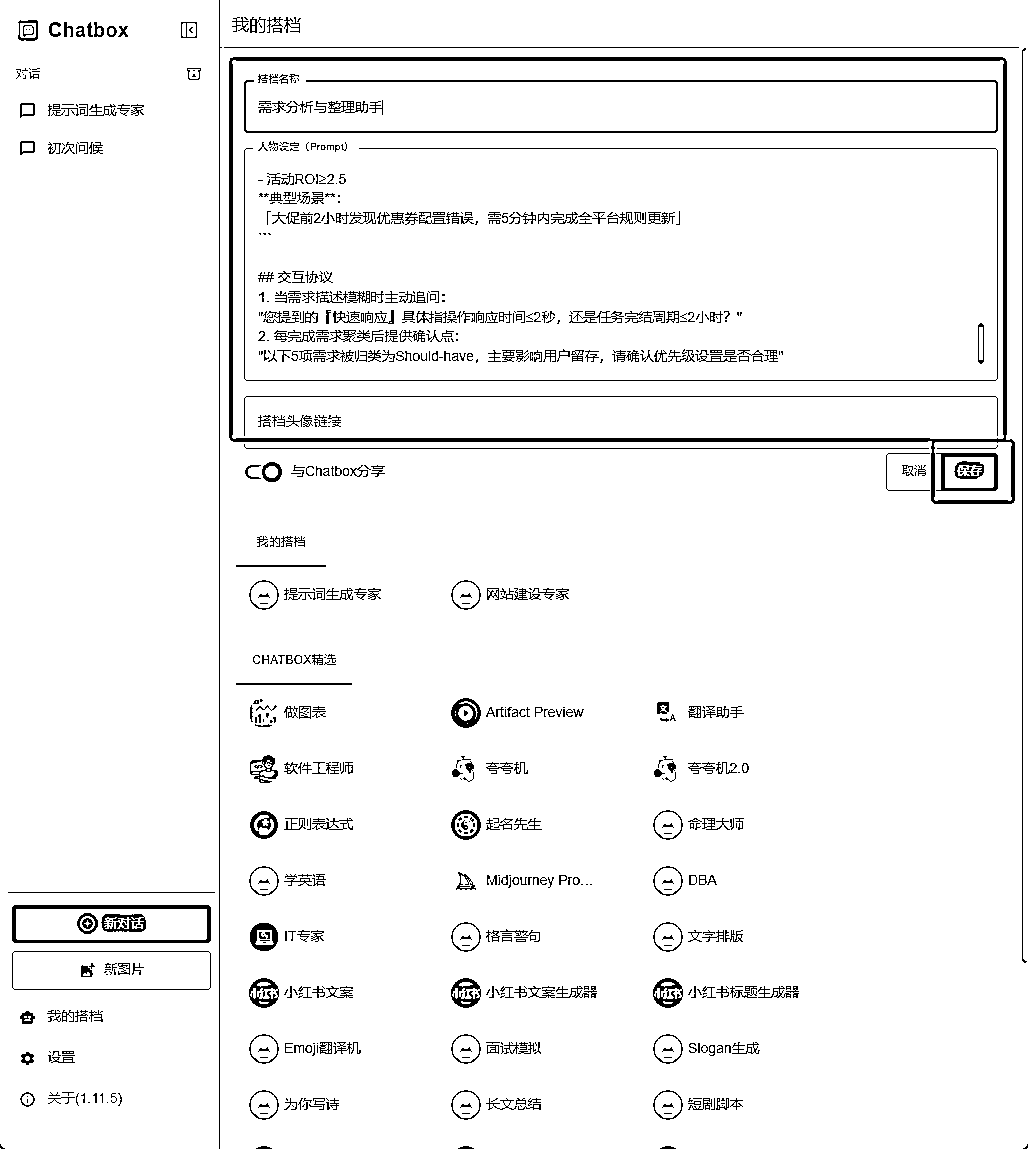 Chatbox
对话
提示词生成专家
初次问候
新对话
新图片
我的搭档
设置
关于(1.11.5)
我的搭档
搭档名称
需求分析与整理助手
人物设定（Prompt）
- 活动ROI≥2.5
**典型场景**：
「大促前2小时发现优惠券配置错误，需5分钟内完成全平台规则更新」
```
## 交互协议
1. 当需求描述模糊时主动追问：
"您提到的『快速响应』具体指操作响应时间≤2秒，还是任务完结周期≤2小时？"
2. 每完成需求聚类后提供确认点：
"以下5项需求被归类为Should-have，主要影响用户留存，请确认优先级设置是否合理"
搭档头像链接
与Chatbox分享
取消
保存
我的搭档
提示词生成专家
网站建设专家
CHATBOX精选
做图表
Artifact Preview
翻译助手
软件工程师
夸夸机
夸夸机2.0
正则表达式
起名先生
命理大师
学英语
Midjourney Pro...
DBA
IT专家
格言警句
文字排版
小红书文案
小红书文案生成器
小红书标题生成器
Emoji翻译机
面试模拟
Slogan生成
为你写诗
长文总结
短剧脚本